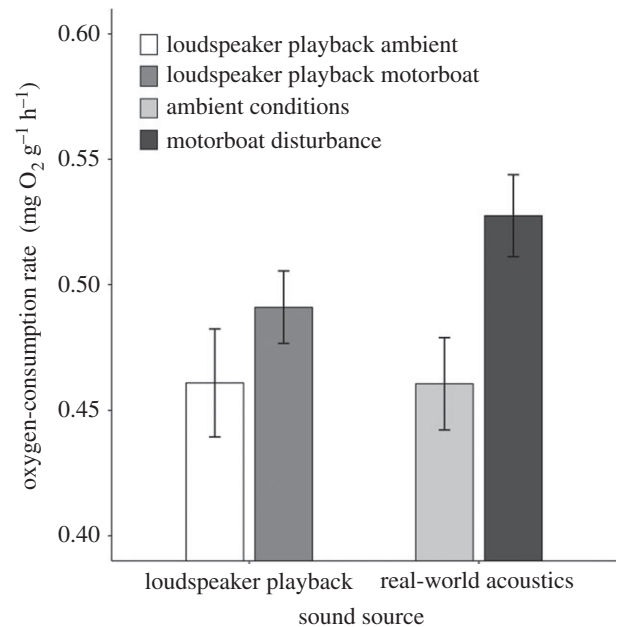 0.60
loudspeaker playback ambient
loudspeaker playback motorboat
ambient conditions
motorboat disturbance
0.55
0.50
0.45
0.40
oxygen-consumption rate (mg O₂ g⁻¹ h⁻¹)
loudspeaker playback real-world acoustics
sound source